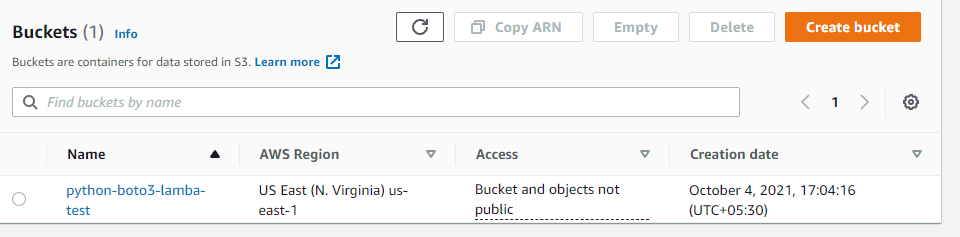 Buckets (1) Info
Copy ARN
Empty
Delete
Create bucket
Buckets are containers for data stored in S3. Learn more
Find buckets by name
1
Name
AWS Region
Access
Creation date
python-boto3-lamba-
test
US East (N. Virginia) us-
east-1
Bucket and objects not
public
October 4, 2021, 17:04:16
(UTC+05:30)